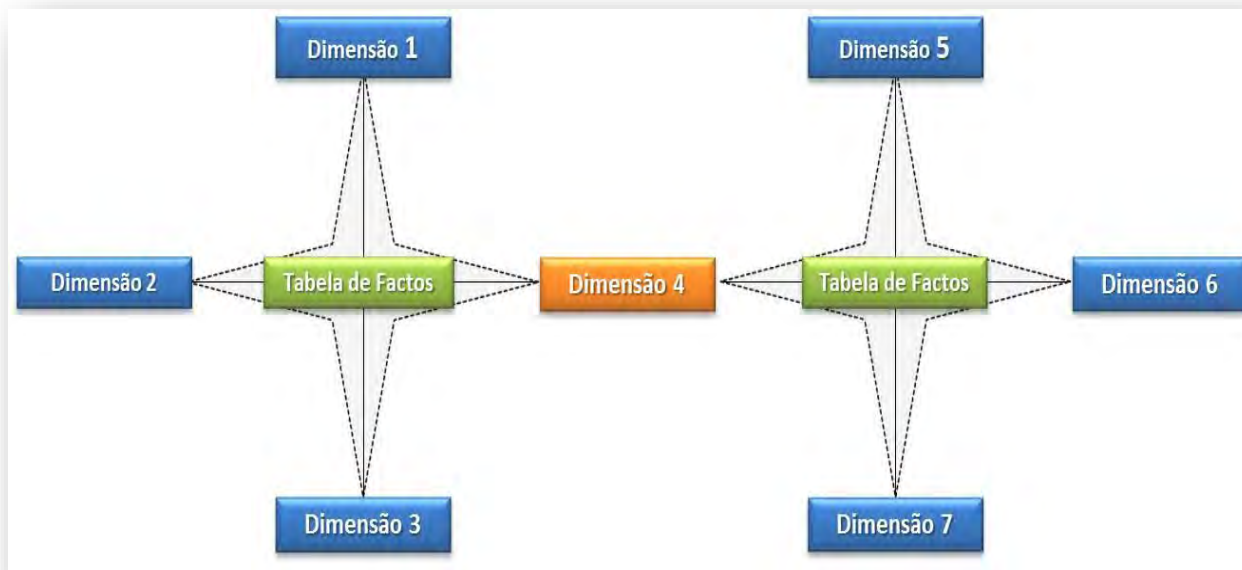 Dimensão 1
Dimensão 5
Dimensão 2
Tabela de Factos
Dimensão 4
Tabela de Factos
Dimensão 6
Dimensão 3
Dimensão 7